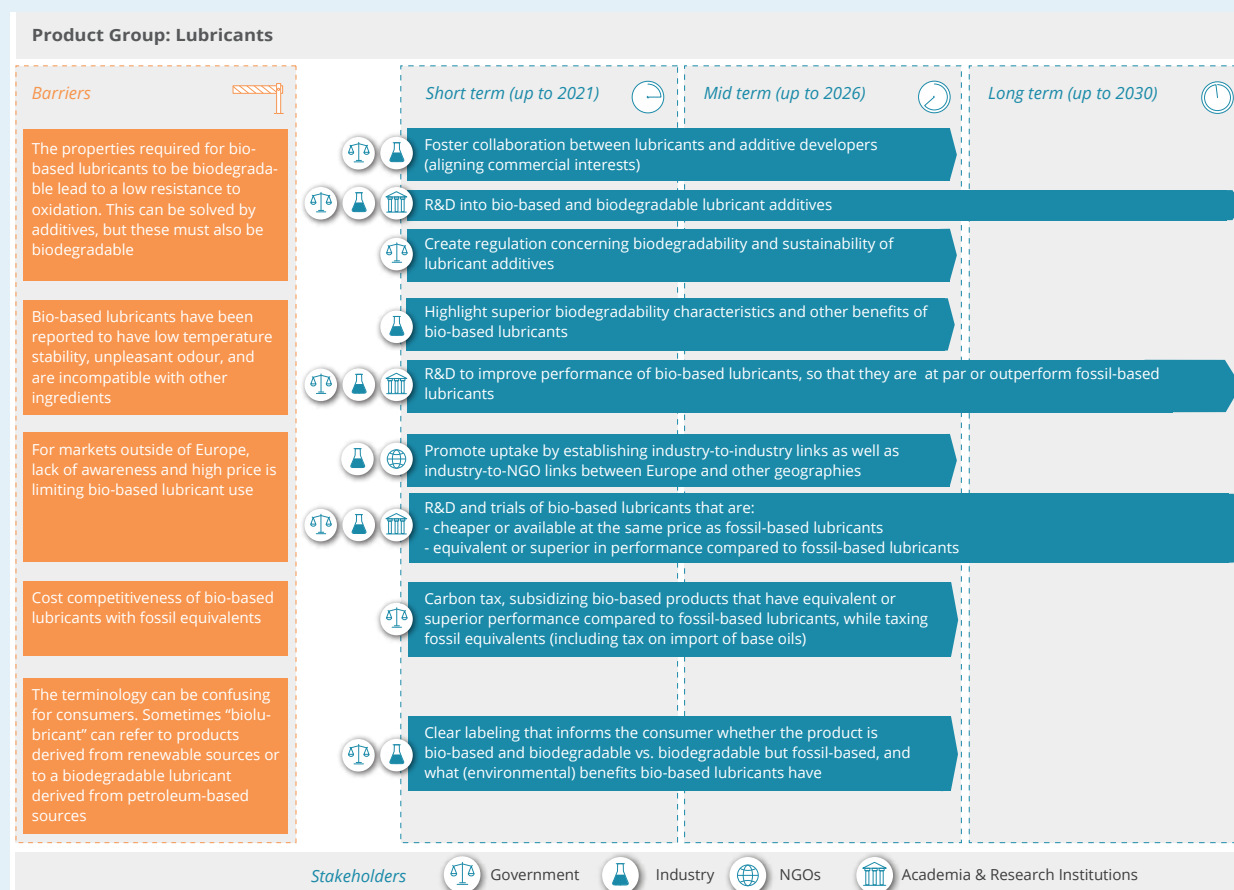 Product Group: Lubricants
Barriers
Short term (up to 2021)
Mid term (up to 2026)
Long term (up to 2030)
The properties required for bio-
based lubricants to be biodegrada-
ble lead to a low resistance to
oxidation. This can be solved by
additives, but these must also be
biodegradable
Foster collaboration between lubricants and additive developers
(aligning commercial interests)
R&D into bio-based and biodegradable lubricant additives
Create regulation concerning biodegradability and sustainability of
lubricant additives
Bio-based lubricants have been
reported to have low temperature
stability, unpleasant odour, and
are incompatible with other
ingredients
Highlight superior biodegradability characteristics and other benefits of
bio-based lubricants
R&D to improve performance of bio-based lubricants, so that they are at par or outperform fossil-based
lubricants
For markets outside of Europe,
lack of awareness and high price is
limiting bio-based lubricant use
Promote uptake by establishing industry-to-industry links as well as
industry-to-NGO links between Europe and other geographies
R&D and trials of bio-based lubricants that are:
- cheaper or available at the same price as fossil-based lubricants
- equivalent or superior in performance compared to fossil-based lubricants
Cost competitiveness of bio-based
lubricants with fossil equivalents
Carbon tax, subsidizing bio-based products that have equivalent or
superior performance compared to fossil-based lubricants, while taxing
fossil equivalents (including tax on import of base oils)
The terminology can be confusing
for consumers. Sometimes “biolu-
bricant” can refer to products
derived from renewable sources or
to a biodegradable lubricant
derived from petroleum-based
sources
Clear labeling that informs the consumer whether the product is
bio-based and biodegradable vs. biodegradable but fossil-based, and
what (environmental) benefits bio-based lubricants have
Stakeholders
Government
Industry
NGOs
Academia & Research Institutions